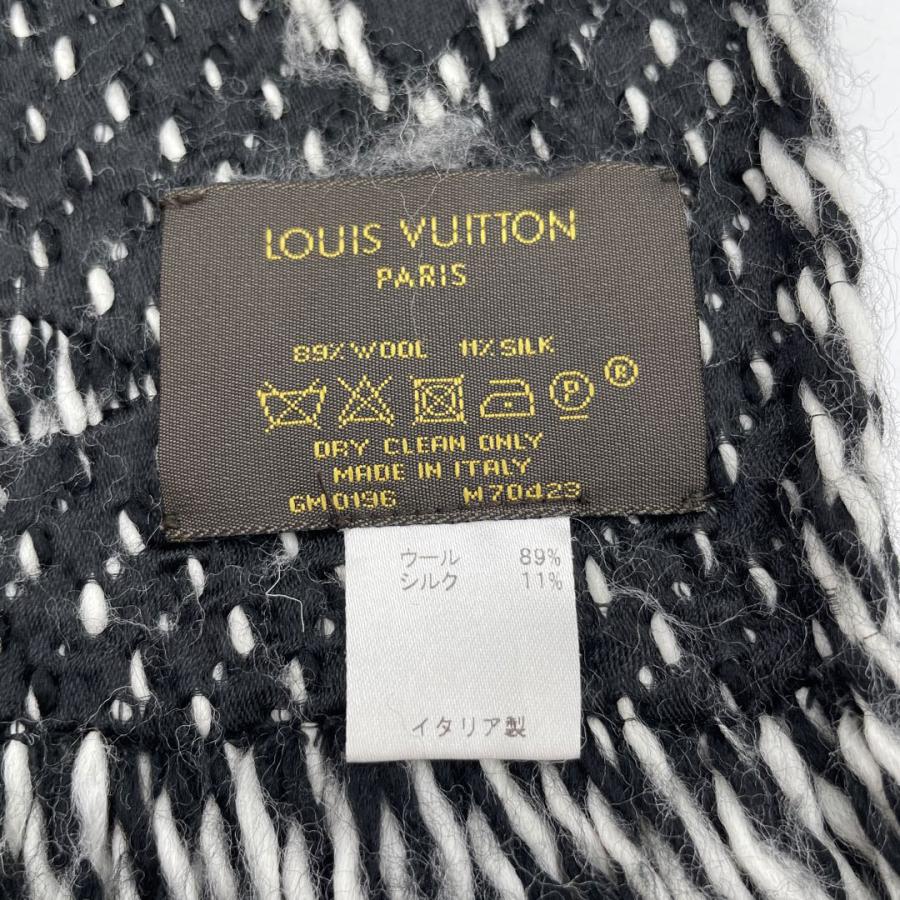 LOUIS VUITTON
PARIS
89% WOOL 11% SILK
P ®
DRY CLEAN ONLY
MADE IN ITALY
GM0196 M70429
ウール 89%
シルク 11%
イタリア製